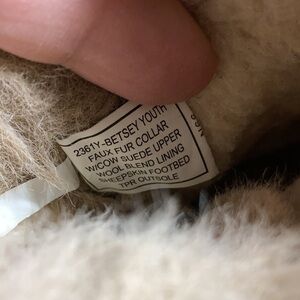 2361Y-BETSEY YOUTH
FAUX FUR COLLAR
W/COW SUEDE UPPER
WOOL BLEND LINING
SHEEPSKIN FOOTBED
TPR OUTSOLE